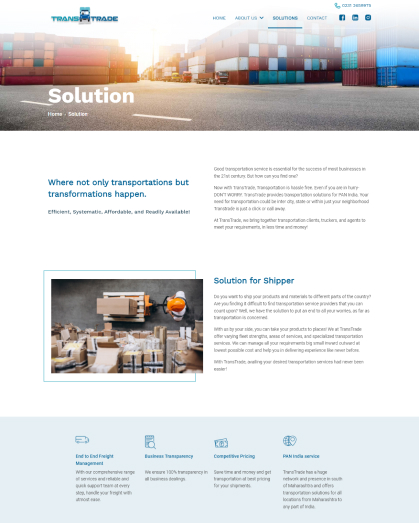 0231 2659876
TRANSTRADE
HOME ABOUT US SOLUTIONS CONTACT
Solution
Home - Solution
Where not only transportations but
transformations happen.
Efficient, Systematic, Affordable, and Readily Available!
Good transportation service is essential for the success of most businesses in
the 21st century. But how can you find now?
Now with TransTrade, Transportation is hassle-free. Even if you are in hurry-
DON'T WORRY. TransTrade provides transportation solutions for PAN India. Your
need for transportation could be inter city, state or within just your neighborhood
Transtrade is just a click or call away.
At TransTrade, we bring together transportation clients, truckers, and agents to
meet your requirements, in less time and money!
Solution for Shipper
Do you want to ship your products and materials to different parts of the country?
Are you finding it difficult to find transportation service providers that you can
count upon? Well, we have the solution to put an end to all your worries, as far as
transportation is concerned.
With us by your side, you can take your products to places! We at TransTrade
offer varying fleet strengths, areas of services, and specialized transportation
services. We can manage all your requirements big small inward outward at
lowest possible cost and help you in delivering experience like never before.
With TransTrade, availing your desired transportation services had never been
easier!
End to End Freight
Management
With our comprehensive range
of services and reliable and
quick support team at every
step, handle your freight with
utmost ease
Business Transparency
We ensure 100% transparency in
all business dealings.
Competitive Pricing
Save time and money and get
transportation at best pricing
for your shipments.
PAN India service
TransTrade has a huge
network and presence in south
of Maharashtra and offers
transportation solutions for all
locations from Maharashtra to
any part of India.